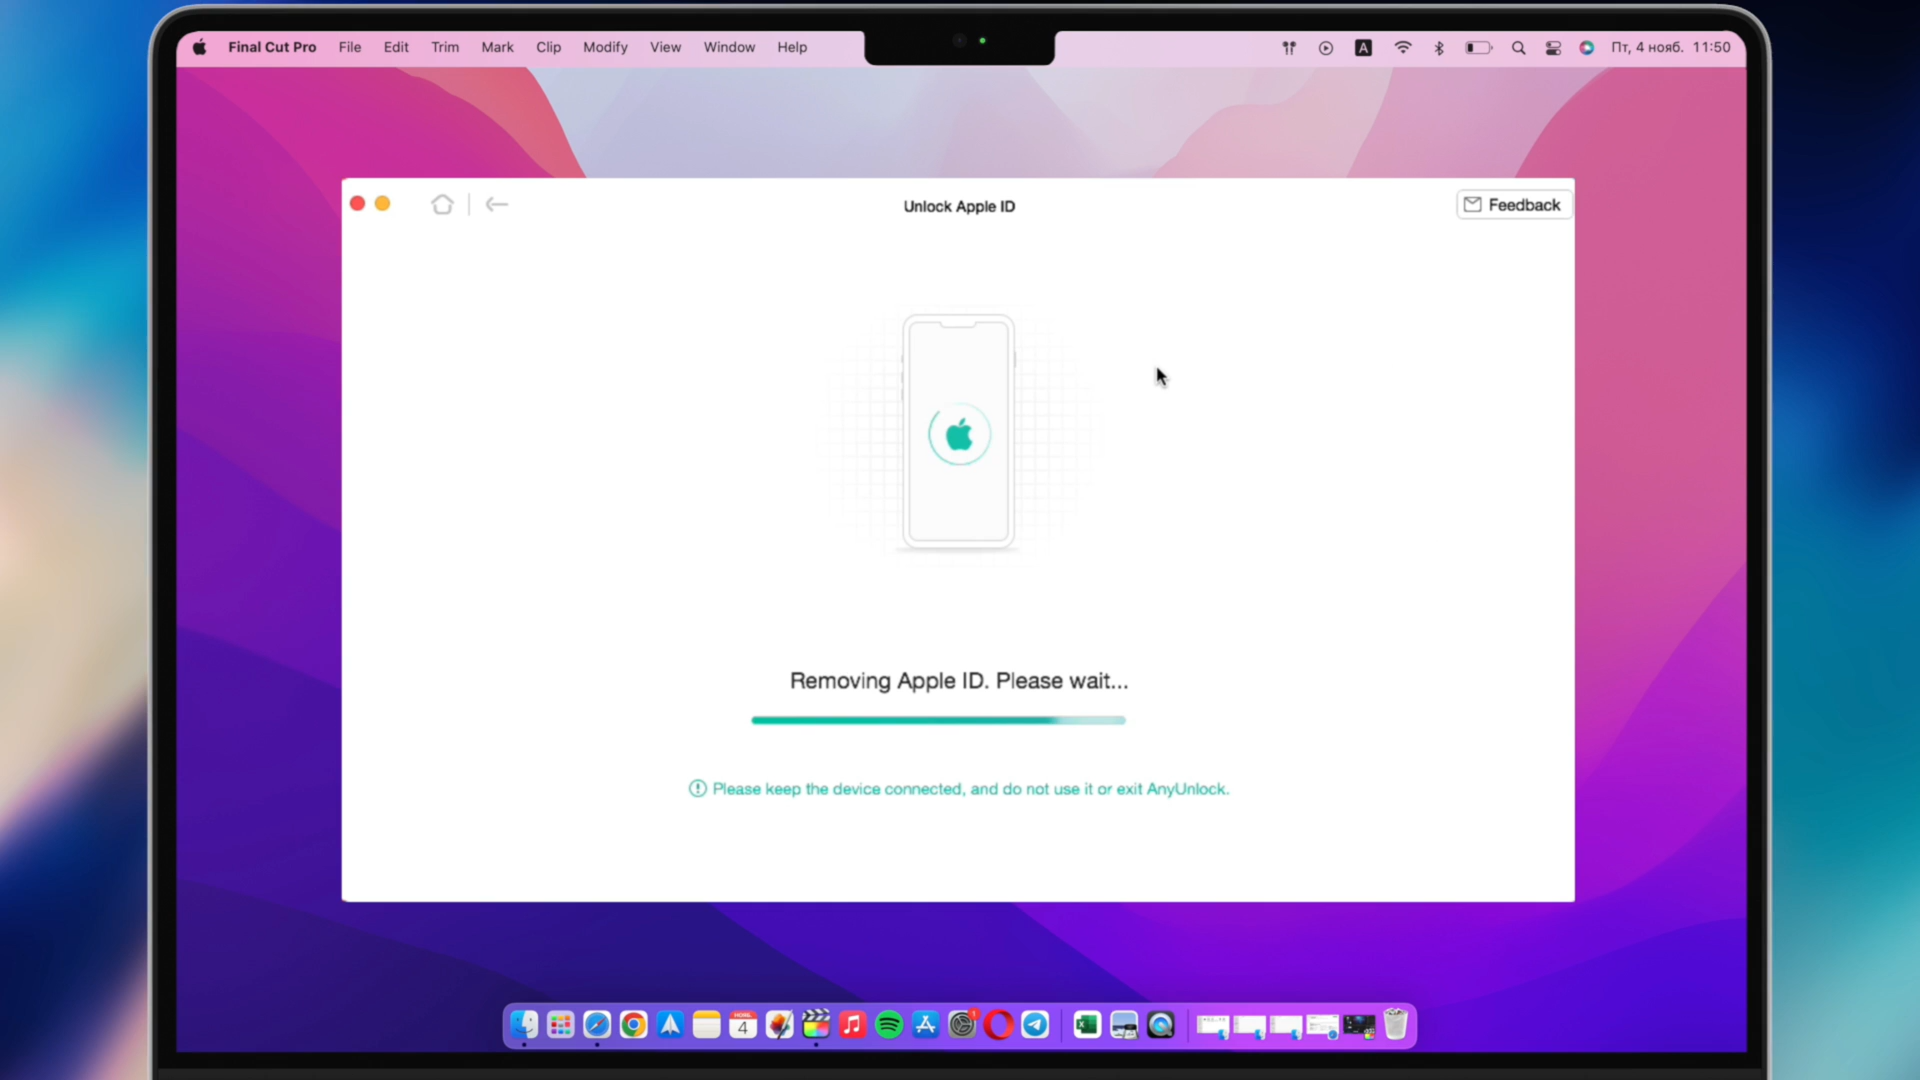 Final Cut Pro File Edit Trim Mark Clip Modify View Window Help
A Пт, 4 нояб. 11:50
Unlock Apple ID
Feedback
Removing Apple ID. Please wait...
Please keep the device connected, and do not use it or exit AnyUnlock.
4
1